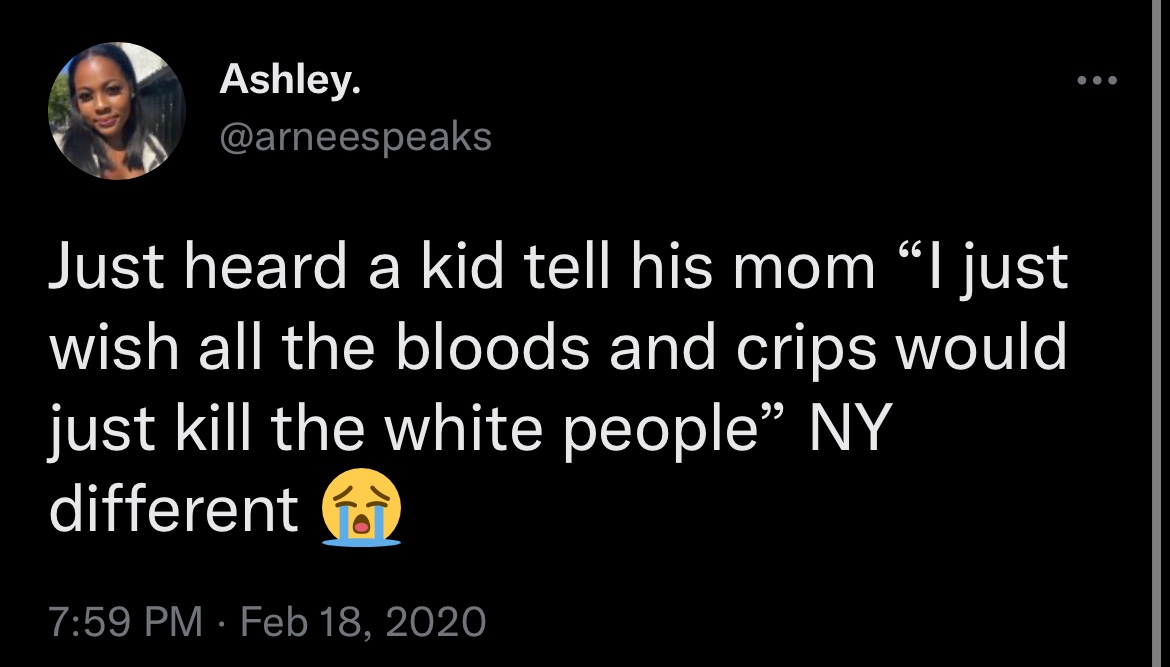 Ashley.
@arneespeaks
Just heard a kid tell his mom “I just
wish all the bloods and crips would
just kill the white people” NY
different 😭
7:59 PM · Feb 18, 2020